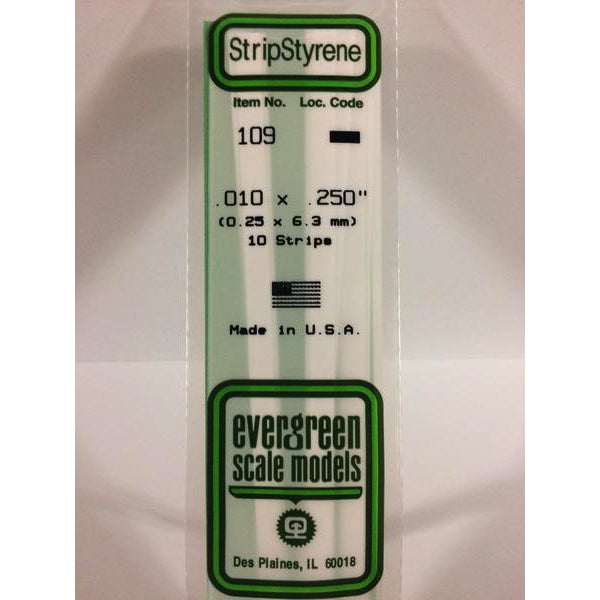 StripStyrene
Item No. Loc. Code
109
.010 x .250"
(0.25 x 6.3 mm)
10 Strips
Made in U.S.A.
evergreen
scale models
Des Plaines, IL 60018